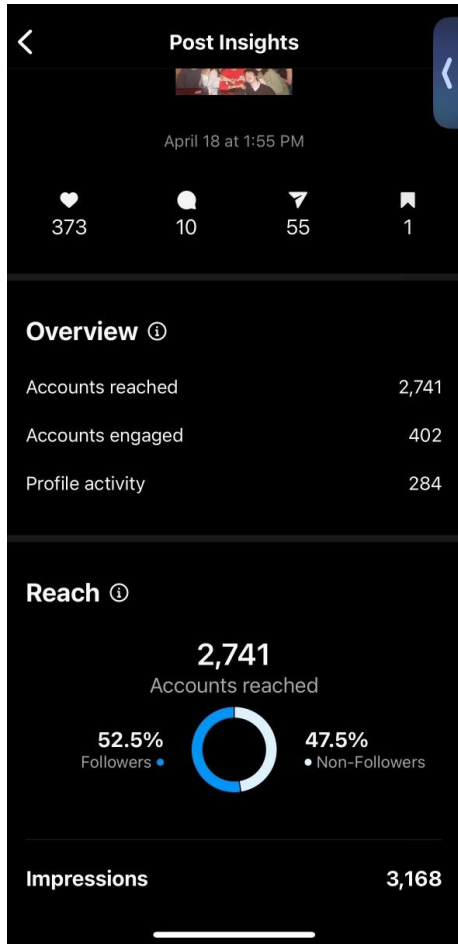 Post Insights
April 18 at 1:55 PM
373 10 55 1
Overview
Accounts reached 2,741
Accounts engaged 402
Profile activity 284
Reach
2,741
Accounts reached
52.5% 47.5%
Followers Non-Followers
Impressions 3,168